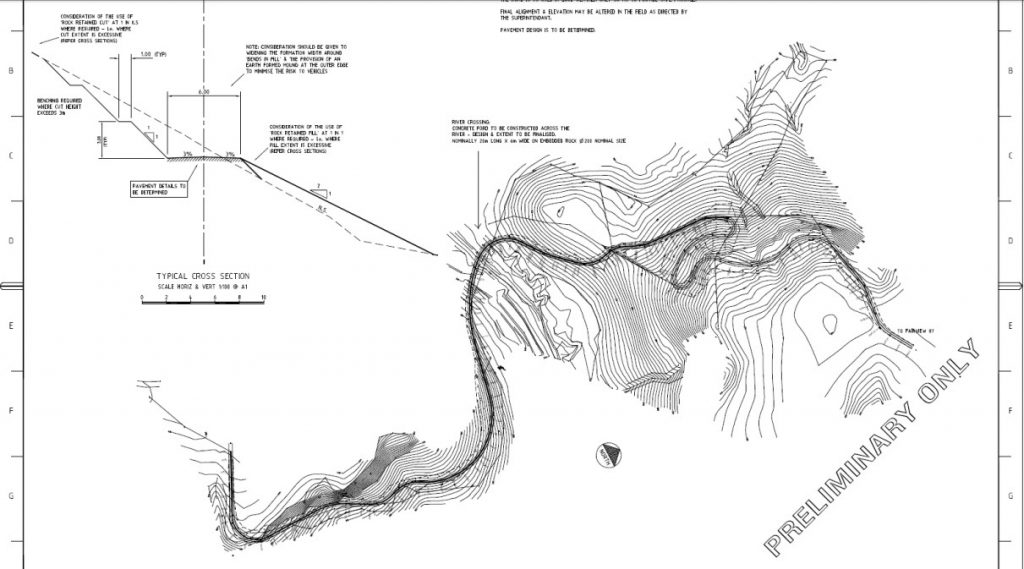 FINAL ALIGNMENT & ELEVATION MAY BE ALTERED IN THE FIELD AS DIRECTED BY
THE SUPERINTENDANT.
PAVEMENT DESIGN IS TO BE DETERMINED.
CONSIDERATION OF THE USE OF
'ROCK RETAINED CUT' AT 1 IN 0.5
WHERE REQUIRED - i.e. WHERE
CUT EXTENT IS EXCESSIVE
(REFER CROSS SECTIONS)
1.00 (TYP)
NOTE: CONSIDERATION SHOULD BE GIVEN TO
WIDENING THE FORMATION WIDTH AROUND
'BENDS IN FILL' & THE PROVISION OF AN
EARTH FORMED MOUND AT THE OUTER EDGE
TO MINIMISE THE RISK TO VEHICLES
B
B
BENCHING REQUIRED
WHERE CUT HEIGHT
EXCEEDS 3m
6.00
1
1
CONSIDERATION OF THE USE OF
'ROCK RETAINED FILL' AT 1 IN 1
WHERE REQUIRED - i.e. WHERE
FILL EXTENT IS EXCESSIVE
(REFER CROSS SECTIONS)
RIVER CROSSING:
CONCRETE FORD TO BE CONSTRUCTED ACROSS THE
RIVER - DESIGN & EXTENT TO BE FINALISED.
NOMINALLY 20m LONG X 6m WIDE ON EMBEDDED ROCK Ø200 NOMINAL SIZE
C
C
3%
3%
PAVEMENT DETAILS TO
BE DETERMINED
1
N.S.
D
D
TYPICAL CROSS SECTION
SCALE HORIZ & VERT 1:100 @ A1
0 2 4 6 8 10
E
E
TO FAIRVIEW ST
F
F
NORTH
G
G
PRELIMINARY ONLY